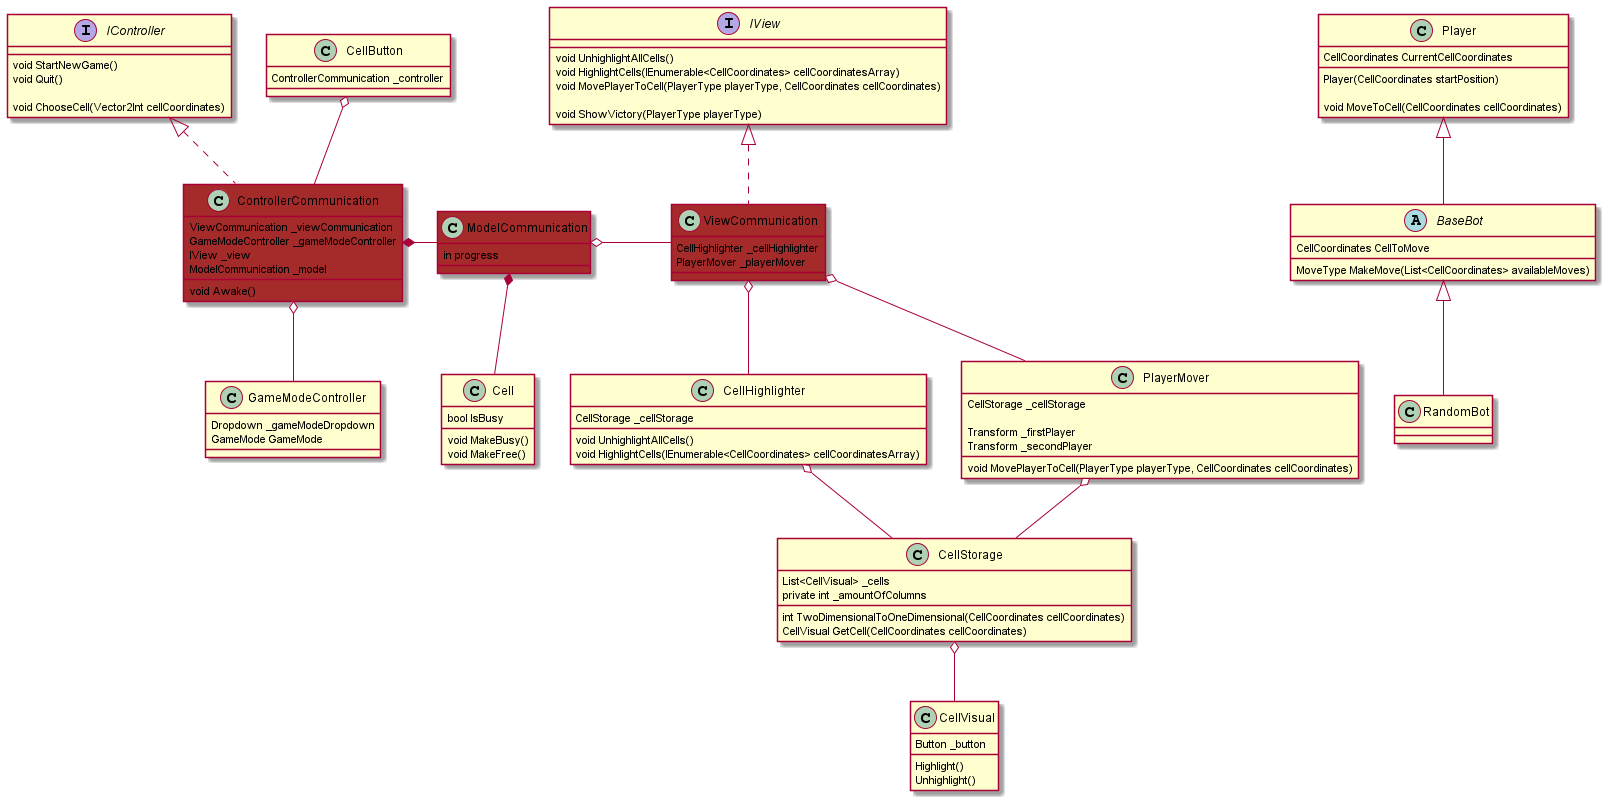 I IController
void StartNewGame()
void Quit()
void ChooseCell(Vector2Int cellCoordinates)
C CellButton
ControllerCommunication _controller
I IView
void UnhighlightAllCells()
void HighlightCells(IEnumerable<CellCoordinates> cellCoordinatesArray)
void MovePlayerToCell(PlayerType playerType, CellCoordinates cellCoordinates)
void ShowVictory(PlayerType playerType)
C Player
CellCoordinates CurrentCellCoordinates
Player(CellCoordinates startPosition)
void MoveToCell(CellCoordinates cellCoordinates)
C ControllerCommunication
ViewCommunication _viewCommunication
GameModeController _gameModeController
IView _view
ModelCommunication _model
void Awake()
C ModelCommunication
in progress
C ViewCommunication
CellHighlighter _cellHighlighter
PlayerMover _playerMover
A BaseBot
CellCoordinates CellToMove
MoveType MakeMove(List<CellCoordinates> availableMoves)
C GameModeController
Dropdown _gameModeDropdown
GameMode GameMode
C Cell
bool IsBusy
void MakeBusy()
void MakeFree()
C CellHighlighter
CellStorage _cellStorage
void UnhighlightAllCells()
void HighlightCells(IEnumerable<CellCoordinates> cellCoordinatesArray)
C PlayerMover
CellStorage _cellStorage
Transform _firstPlayer
Transform _secondPlayer
void MovePlayerToCell(PlayerType playerType, CellCoordinates cellCoordinates)
C RandomBot
C CellStorage
List<CellVisual> _cells
private int _amountOfColumns
int TwoDimensionalToOneDimensional(CellCoordinates cellCoordinates)
CellVisual GetCell(CellCoordinates cellCoordinates)
C CellVisual
Button _button
Highlight()
Unhighlight()